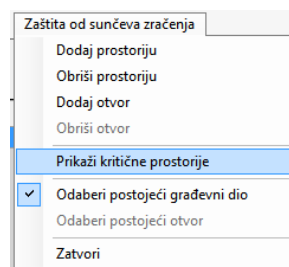 Zaštita od sunčeva zračenja
Dodaj prostoriju
Obriši prostoriju
Dodaj otvor
Obriši otvor
Prikaži kritične prostorije
Odaberi postojeći građevni dio
Odaberi postojeći otvor
Zatvori